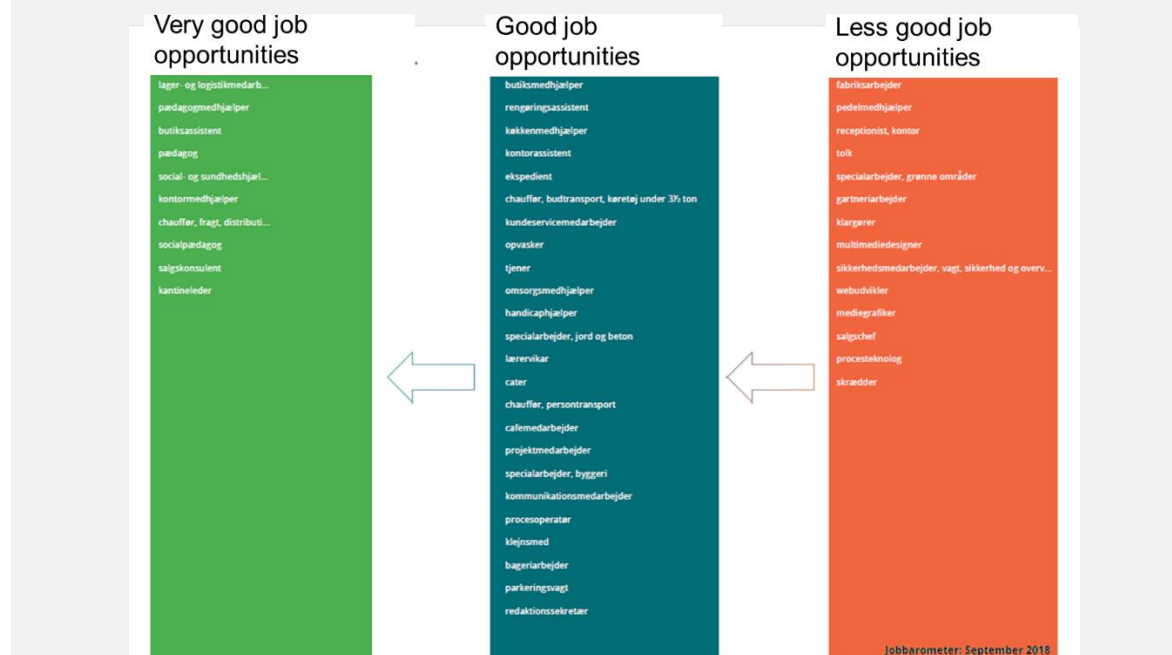 Very good job
opportunities
lager- og logistikmedarb...
pædagogmedhjælper
butiksassistent
pædagog
social- og sundhedshjæl...
kontormedhjælper
chauffør, fragt, distributi...
socialpædagog
salgskonsulent
kantineleder
Good job
opportunities
butiksmedhjælper
rengøringsassistent
køkkenmedhjælper
kontorassistent
ekspedient
chauffør, budtransport, køretøj under 3½ ton
kundeservicemedarbejder
opvasker
tjener
omsorgsmedhjælper
handicaphjælper
specialarbejder, jord og beton
lærervikar
cater
chauffør, persontransport
cafemedarbejder
projektmedarbejder
specialarbejder, byggeri
kommunikationsmedarbejder
procesoperatør
klejnsmed
bageriarbejder
parkeringsvagt
redaktionssekretær
Less good job
opportunities
fabriksarbejder
pedelmedhjælper
receptionist, kontor
tolk
specialarbejder, grønne områder
gartneriarbejder
klargører
multimediedesigner
sikkerhedsmedarbejder, vagt, sikkerhed og overv...
webudvikler
mediegrafiker
salgschef
procesteknolog
skrædder
Jobbarometer: September 2018